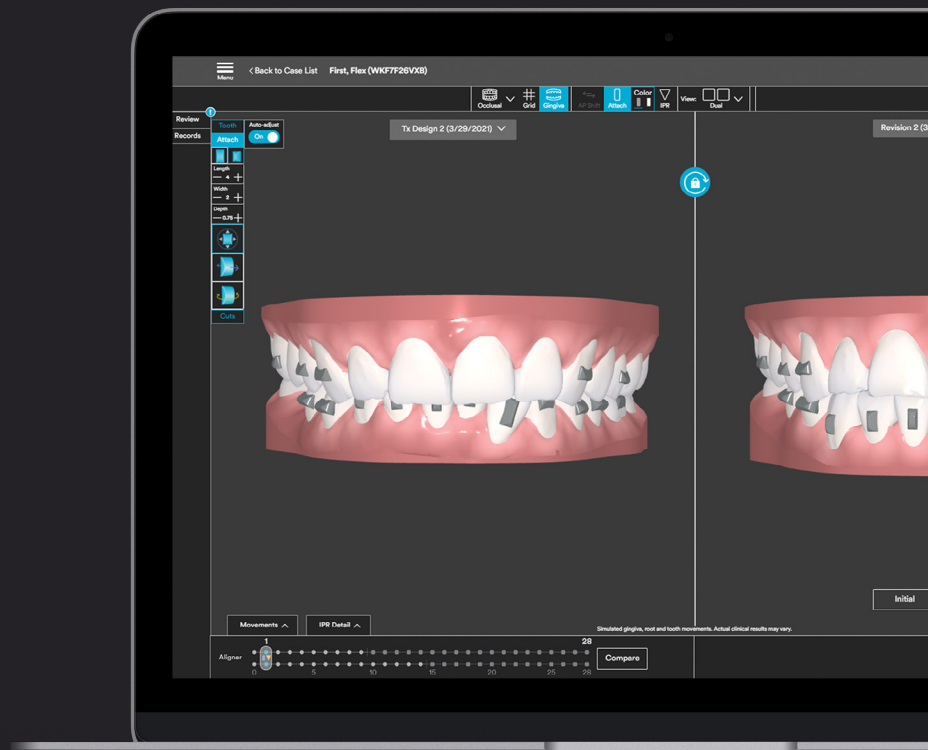 Menu
< Back to Case List   First, Flex (WKF7F26VXB)
Occlusal   Grid   Gingiva   AP Shift   Attach   Color   IPR   View:   Dual
Review
Records
Tooth
Attach
Auto-adjust
On
Length
— 4 +
Width
— 2 +
Depth
— 0.75 +
Cuts
Tx Design 2 (3/29/2021)
Revision 2 (3
Initial
Movements   IPR Detail
Simulated gingiva, root and tooth movements. Actual clinical results may vary.
1   28
Aligner
Compare
0   5   10   15   20   25   28